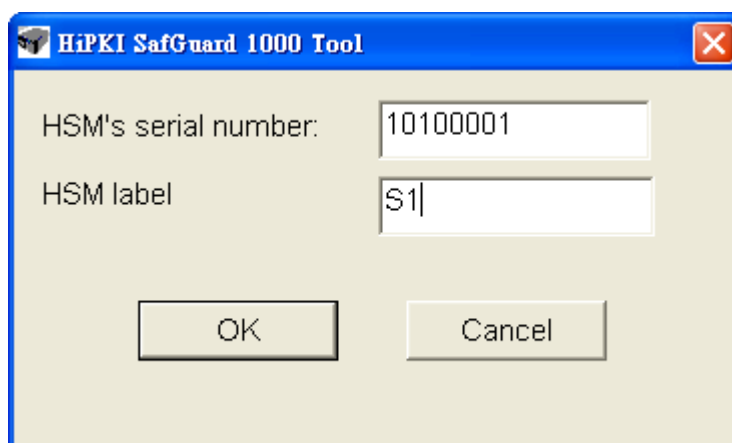 HiPKI SafGuard 1000 Tool
HSM's serial number: 10100001
HSM label S1
OK Cancel